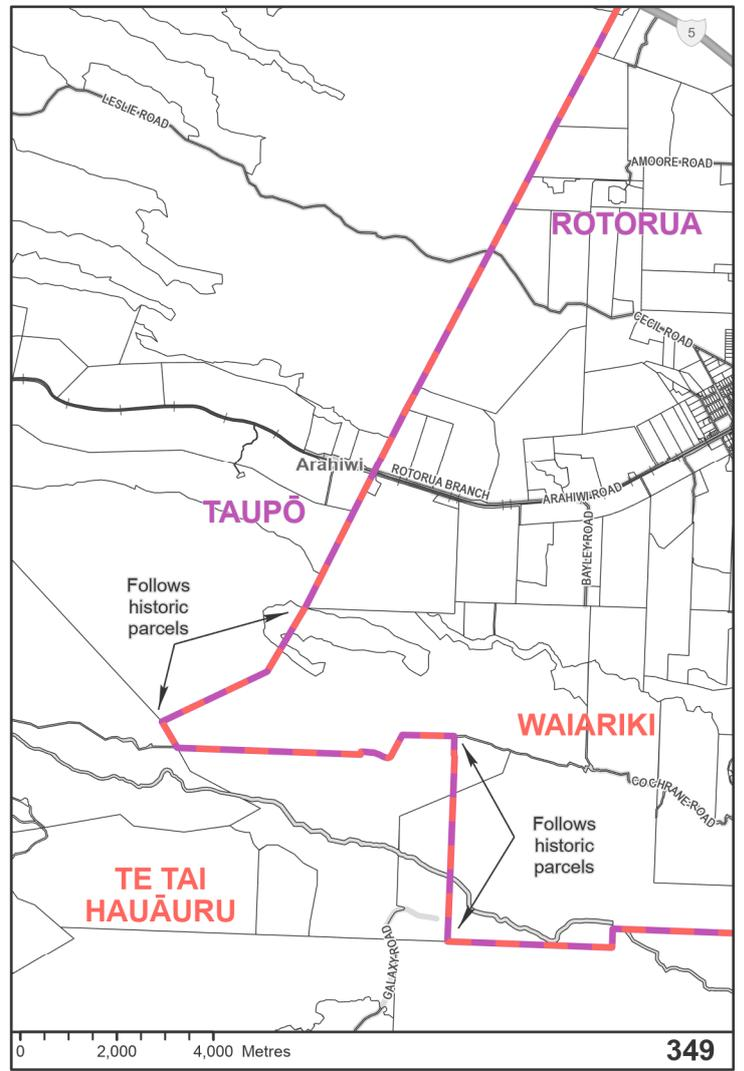 5
LESLIE ROAD
AMOORE ROAD
ROTORUA
CECIL ROAD
Arahiwi
ROTORUA BRANCH
ARAHIWI ROAD
TAUPŌ
BAYLEY ROAD
Follows
historic
parcels
WAIARIKI
COCHRANE ROAD
Follows
historic
parcels
TE TAI
HAUĀURU
GALAXY ROAD
0 2,000 4,000 Metres
349